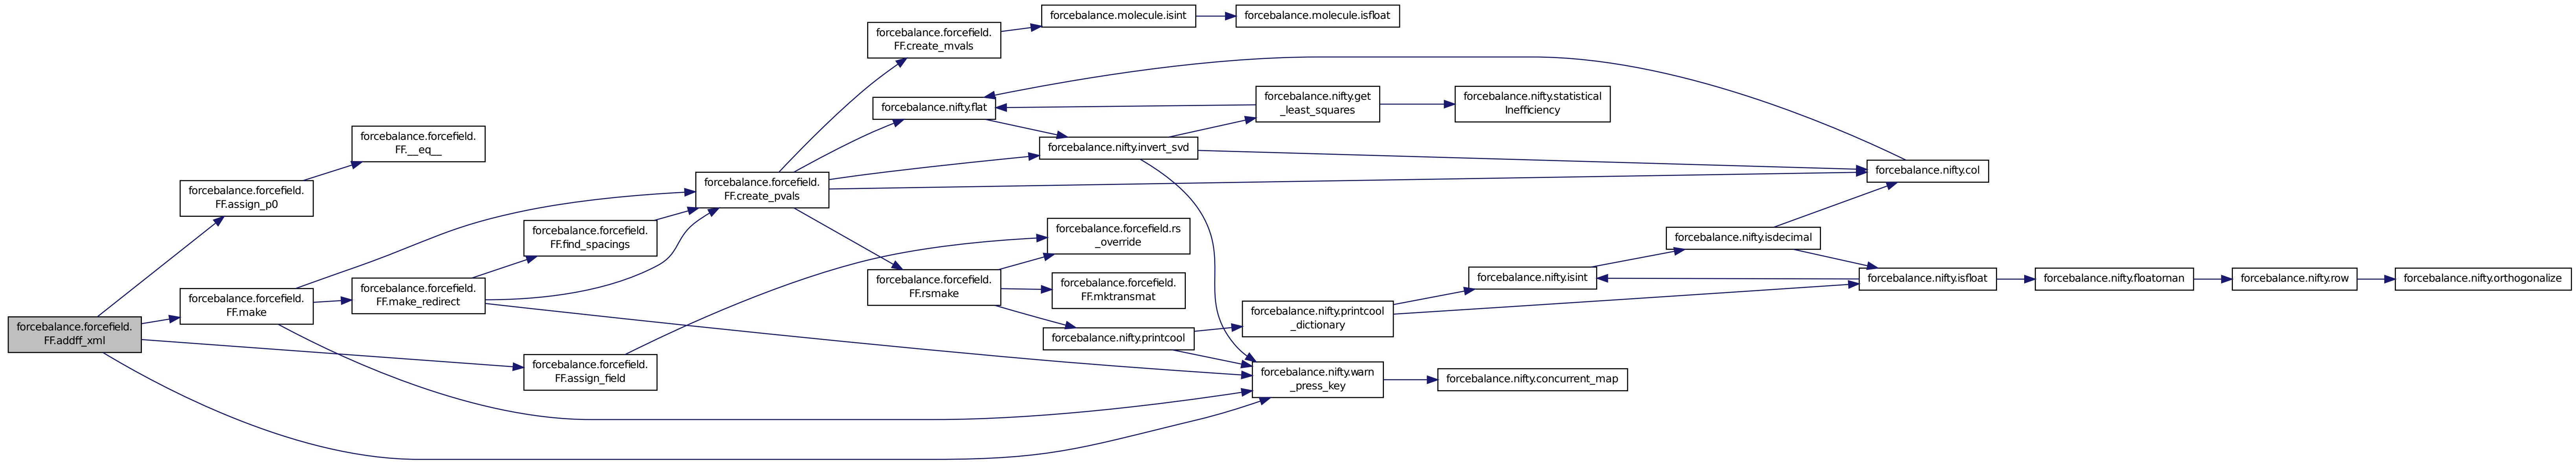 forcebalance.forcefield.
FF.addff_xml
forcebalance.forcefield.
FF.assign_p0
forcebalance.forcefield.
FF.__eq__
forcebalance.forcefield.
FF.make
forcebalance.forcefield.
FF.make_redirect
forcebalance.forcefield.
FF.find_spacings
forcebalance.forcefield.
FF.assign_field
forcebalance.forcefield.
FF.create_pvals
forcebalance.forcefield.
FF.create_mvals
forcebalance.molecule.isint
forcebalance.molecule.isfloat
forcebalance.nifty.flat
forcebalance.nifty.get
_least_squares
forcebalance.nifty.statistical
Inefficiency
forcebalance.nifty.invert_svd
forcebalance.nifty.col
forcebalance.forcefield.rs
_override
forcebalance.forcefield.
FF.rsmake
forcebalance.forcefield.
FF.mktransmat
forcebalance.nifty.printcool
forcebalance.nifty.printcool
_dictionary
forcebalance.nifty.isint
forcebalance.nifty.isdecimal
forcebalance.nifty.isfloat
forcebalance.nifty.floatornan
forcebalance.nifty.row
forcebalance.nifty.orthogonalize
forcebalance.nifty.warn
_press_key
forcebalance.nifty.concurrent_map